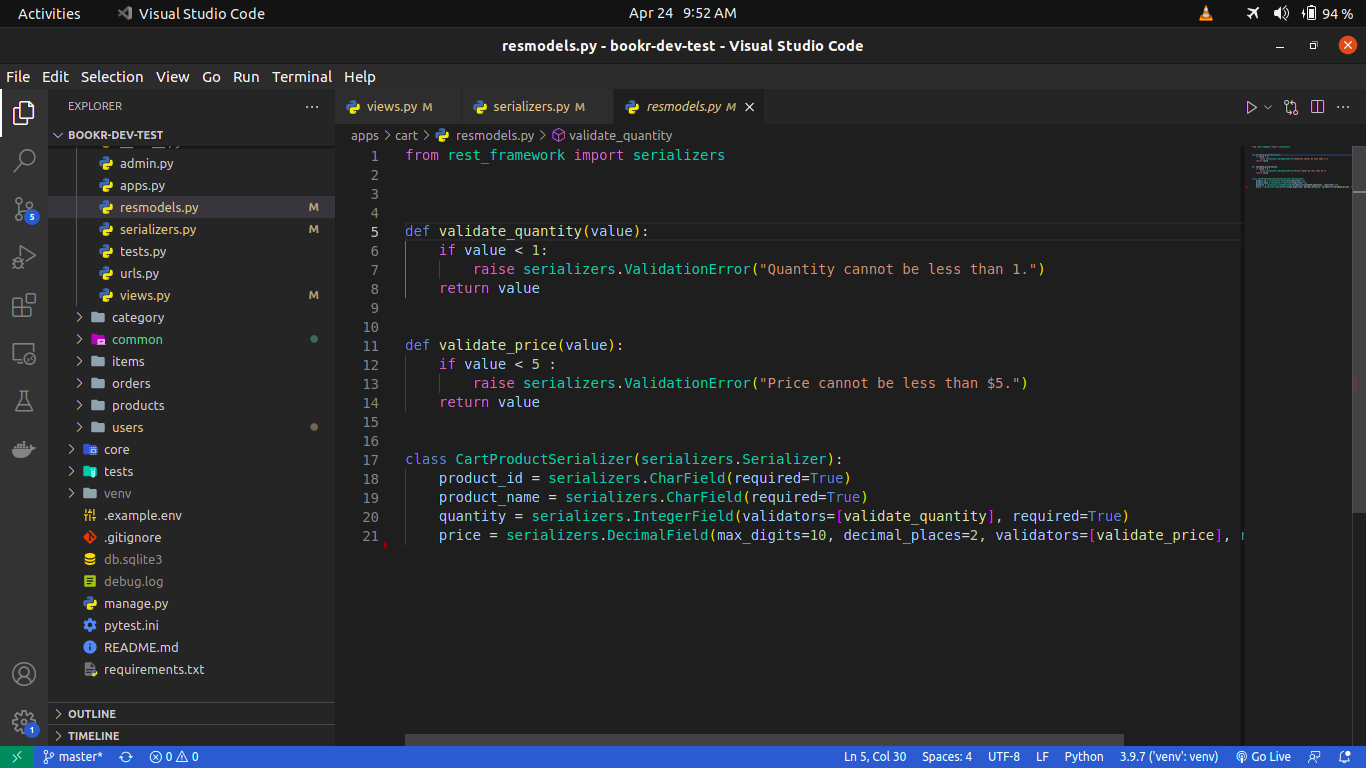 Activities Visual Studio Code Apr 24 9:52 AM 94 %
resmodels.py - bookr-dev-test - Visual Studio Code
File Edit Selection View Go Run Terminal Help
EXPLORER
BOOKR-DEV-TEST
admin.py
apps.py
resmodels.py M
serializers.py M
tests.py
urls.py
views.py M
category
common
items
orders
products
users
core
tests
venv
.example.env
.gitignore
db.sqlite3
debug.log
manage.py
pytest.ini
README.md
requirements.txt
OUTLINE
TIMELINE
5
1
views.py M serializers.py M resmodels.py M
apps > cart > resmodels.py > validate_quantity
1 from rest_framework import serializers
2
3
4
5 def validate_quantity(value):
6 if value < 1:
7 raise serializers.ValidationError("Quantity cannot be less than 1.")
8 return value
9
10
11 def validate_price(value):
12 if value < 5 :
13 raise serializers.ValidationError("Price cannot be less than $5.")
14 return value
15
16
17 class CartProductSerializer(serializers.Serializer):
18 product_id = serializers.CharField(required=True)
19 product_name = serializers.CharField(required=True)
20 quantity = serializers.IntegerField(validators=[validate_quantity], required=True)
21 price = serializers.DecimalField(max_digits=10, decimal_places=2, validators=[validate_price],
master* 0 0 Ln 5, Col 30 Spaces: 4 UTF-8 LF Python 3.9.7 ('venv': venv) Go Live